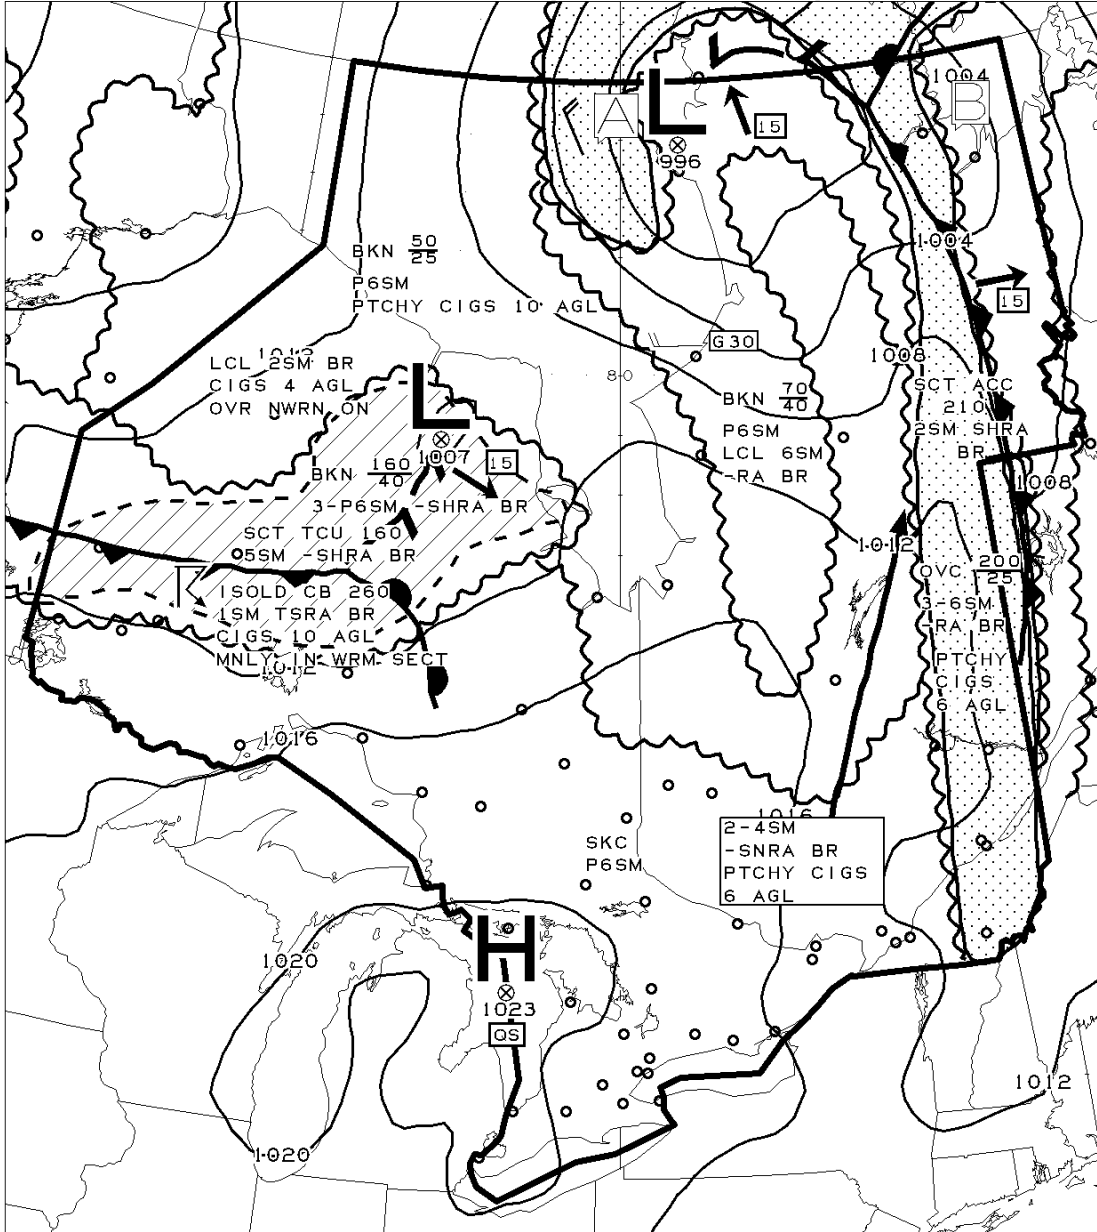 1004
A
L
B
15
996
BKN 50
25
P6SM
PTCHY CIGS 10 AGL
1004
15
G30
1012
LCL 2SM BR
CIGS 4 AGL
OVR NWRN ON
1008
80
L
1007
15
BKN 70
40
P6SM
LCL 6SM
-RA BR
SCT ACC
210
2SM SHRA
BR
BKN 160
40
3-P6SM -SHRA BR
SCT TCU 160
5SM -SHRA BR
1008
1012
ISOLD CB 260
1SM TSRA BR
CIGS 10 AGL
MNLY IN WRM SECT
1012
OVC 200
25
3-6SM
-RA BR
PTCHY
CIGS
6 AGL
1016
1016
SKC
P6SM
2-4SM
-SNRA BR
PTCHY CIGS
6 AGL
H
1020
1023
QS
1012
1020